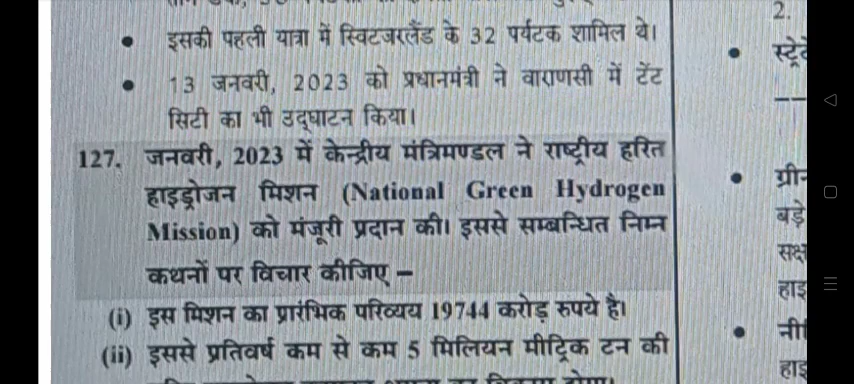 इसकी पहली यात्रा में स्विटजरलैंड के 32 पर्यटक शामिल थे।
13 जनवरी, 2023 को प्रधानमंत्री ने वाराणसी में टेंट
सिटी का भी उद्घाटन किया।
127. जनवरी, 2023 में केन्द्रीय मंत्रिमण्डल ने राष्ट्रीय हरित
हाइड्रोजन मिशन (National Green Hydrogen
Mission) को मंजूरी प्रदान की। इससे सम्बन्धित निम्न
कथनों पर विचार कीजिए –
(i) इस मिशन का प्रारंभिक परिव्यय 19744 करोड़ रुपये है।
(ii) इससे प्रतिवर्ष कम से कम 5 मिलियन मीट्रिक टन की
2.
बड़े